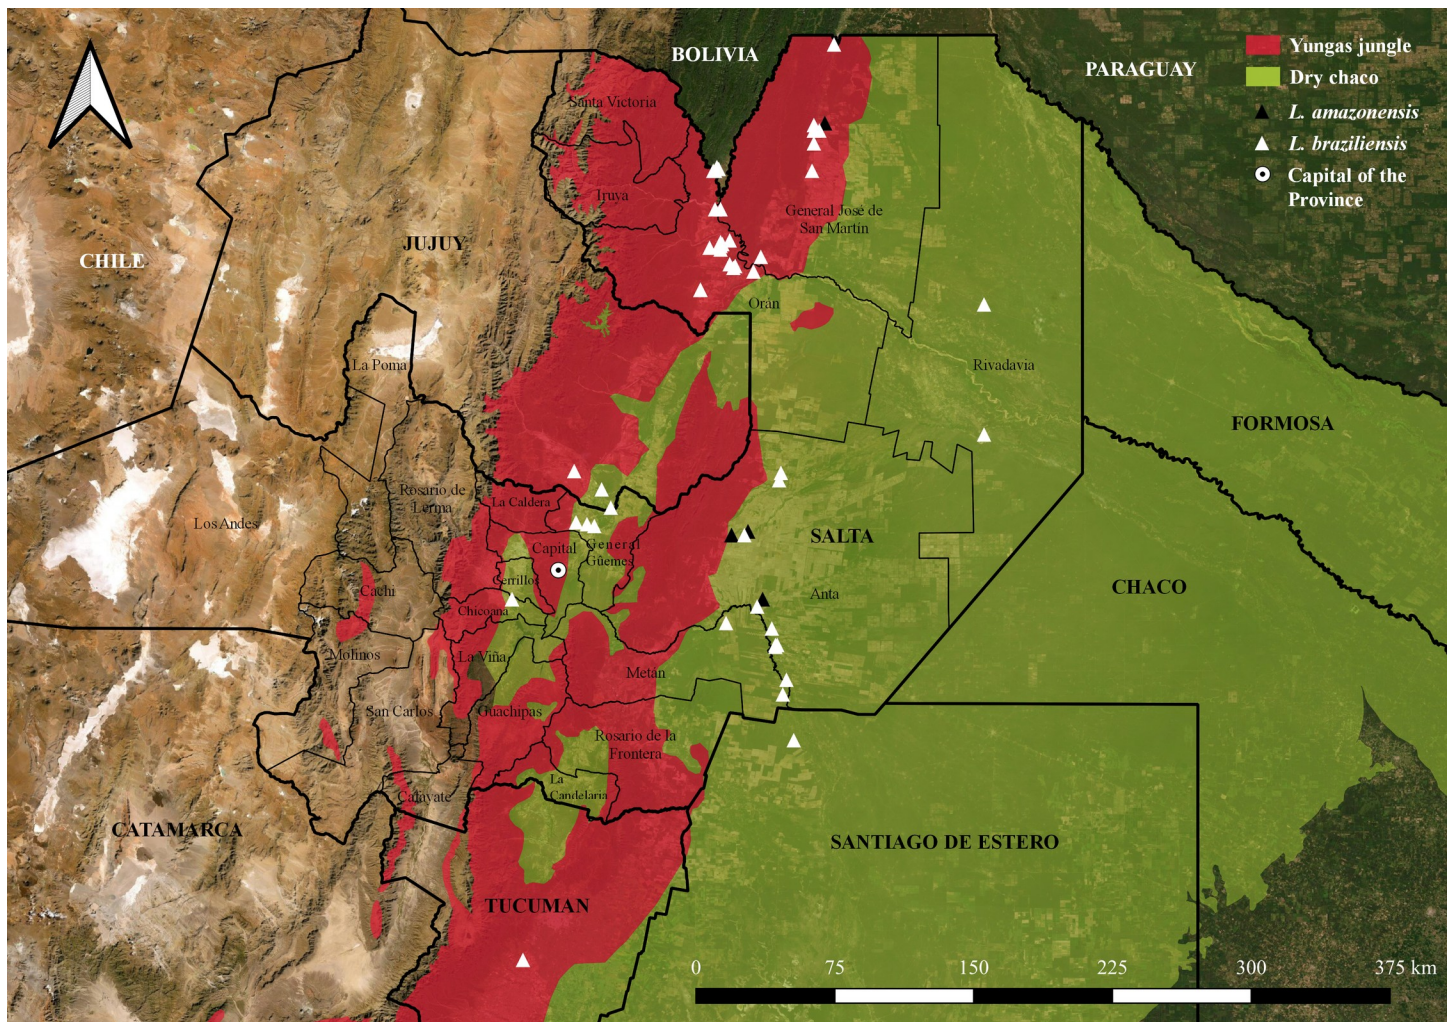 BOLIVIA
PARAGUAY
Yungas jungle
Dry chaco
L. amazonensis
L. braziliensis
Capital of the
Province
Santa Victoria
Iruya
General José de
San Martín
JUJUY
CHILE
Orán
La Poma
Rivadavia
FORMOSA
Rosario de
Lerma
La Caldera
Los Andes
SALTA
Capital
General
Güemes
Cerrillos
Cachi
Anta
CHACO
Chicoana
Molinos
La Viña
Metán
San Carlos
Guachipas
Rosario de la
Frontera
La
Candelaria
Cafayate
CATAMARCA
SANTIAGO DE ESTERO
TUCUMAN
0 75 150 225 300 375 km